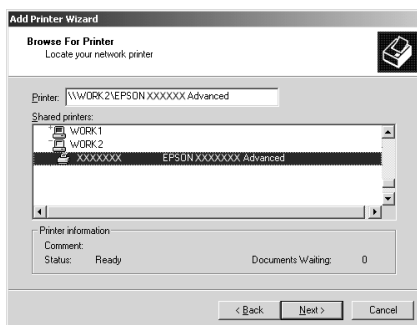 Add Printer Wizard
Browse For Printer
Locate your network printer
Printer: \\WORK2\EPSON XXXXXX Advanced
Shared printers:
WORK1
WORK2
XXXXXXX EPSON XXXXXXX Advanced
Printer information
Comment:
Status: Ready Documents Waiting: 0
< Back Next > Cancel